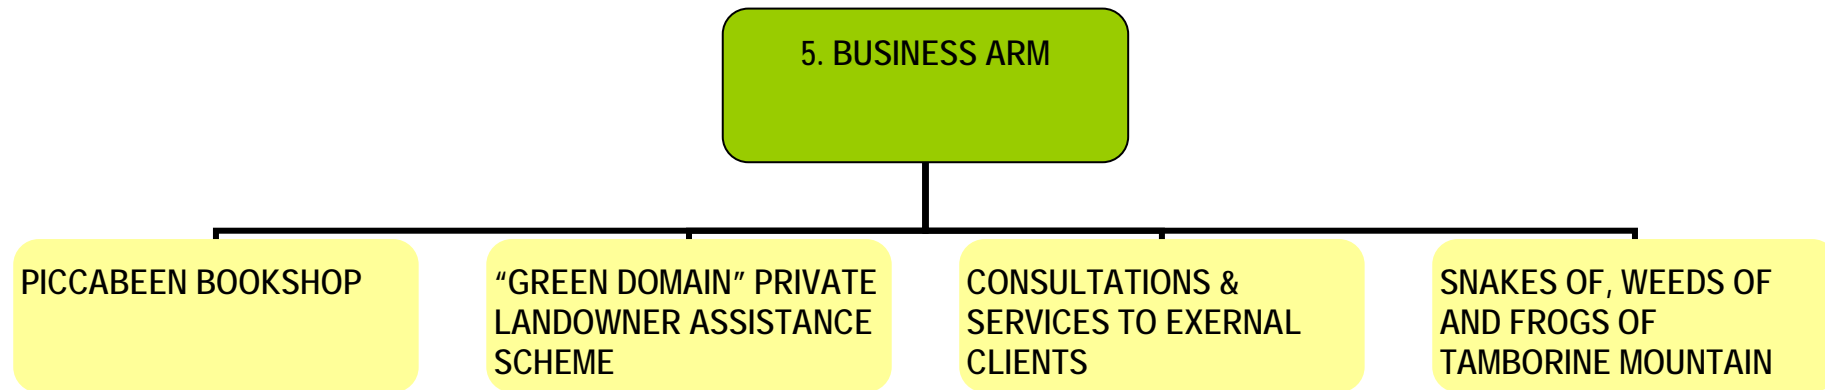 5. BUSINESS ARM
PICCABEEN BOOKSHOP
“GREEN DOMAIN” PRIVATE
LANDOWNER ASSISTANCE
SCHEME
CONSULTATIONS &
SERVICES TO EXERNAL
CLIENTS
SNAKES OF, WEEDS OF
AND FROGS OF
TAMBORINE MOUNTAIN